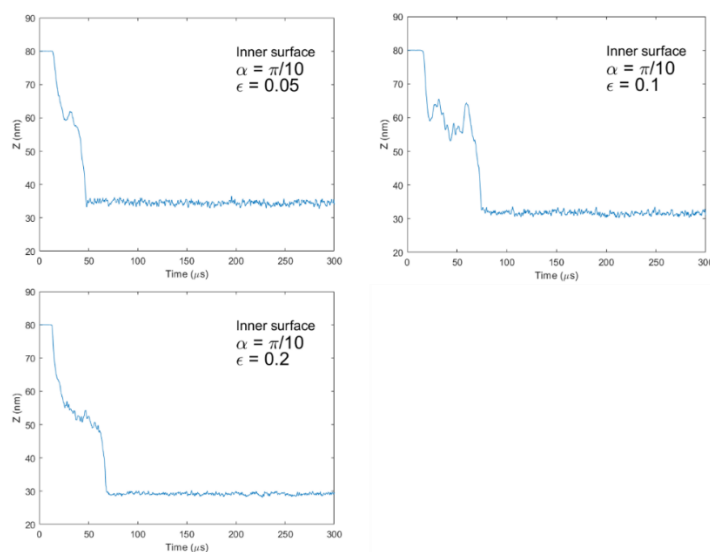 90
80
70
60
50
40
30
20
Z (nm)
0 50 100 150 200 250 300
Time (μs)
Inner surface
α = π/10
ϵ = 0.05
90
80
70
60
50
40
30
20
Z (nm)
0 50 100 150 200 250 300
Time (μs)
Inner surface
α = π/10
ϵ = 0.1
90
80
70
60
50
40
30
20
Z (nm)
0 50 100 150 200 250 300
Time (μs)
Inner surface
α = π/10
ϵ = 0.2